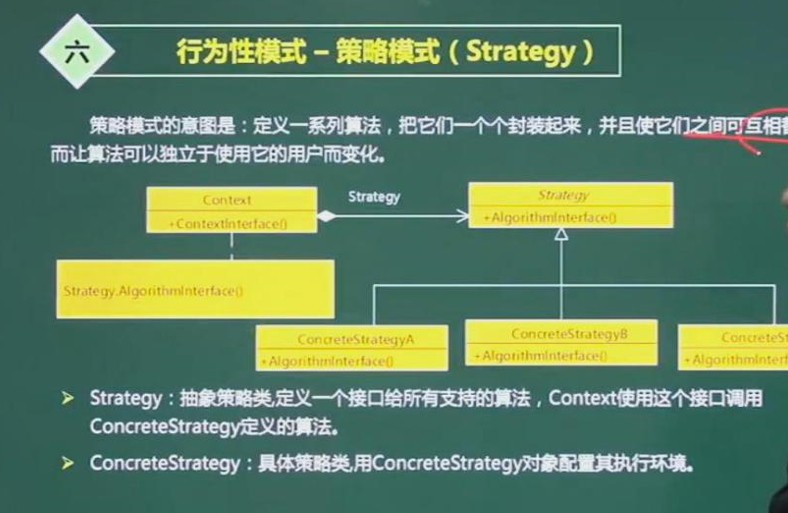 六
行为性模式 – 策略模式（Strategy）
策略模式的意图是：定义一系列算法，把它们一个个封装起来，并且使它们之间可互相
而让算法可以独立于使用它的用户而变化。
Context
+ContextInterface()
Strategy
Strategy
+AlgorithmInterface()
Strategy.AlgorithmInterface()
ConcreteStrategyA
+AlgorithmInterface()
ConcreteStrategyB
+AlgorithmInterface()
ConcreteSt
+AlgorithmInterf
➢ Strategy：抽象策略类,定义一个接口给所有支持的算法，Context使用这个接口调用
ConcreteStrategy定义的算法。
➢ ConcreteStrategy：具体策略类,用ConcreteStrategy对象配置其执行环境。